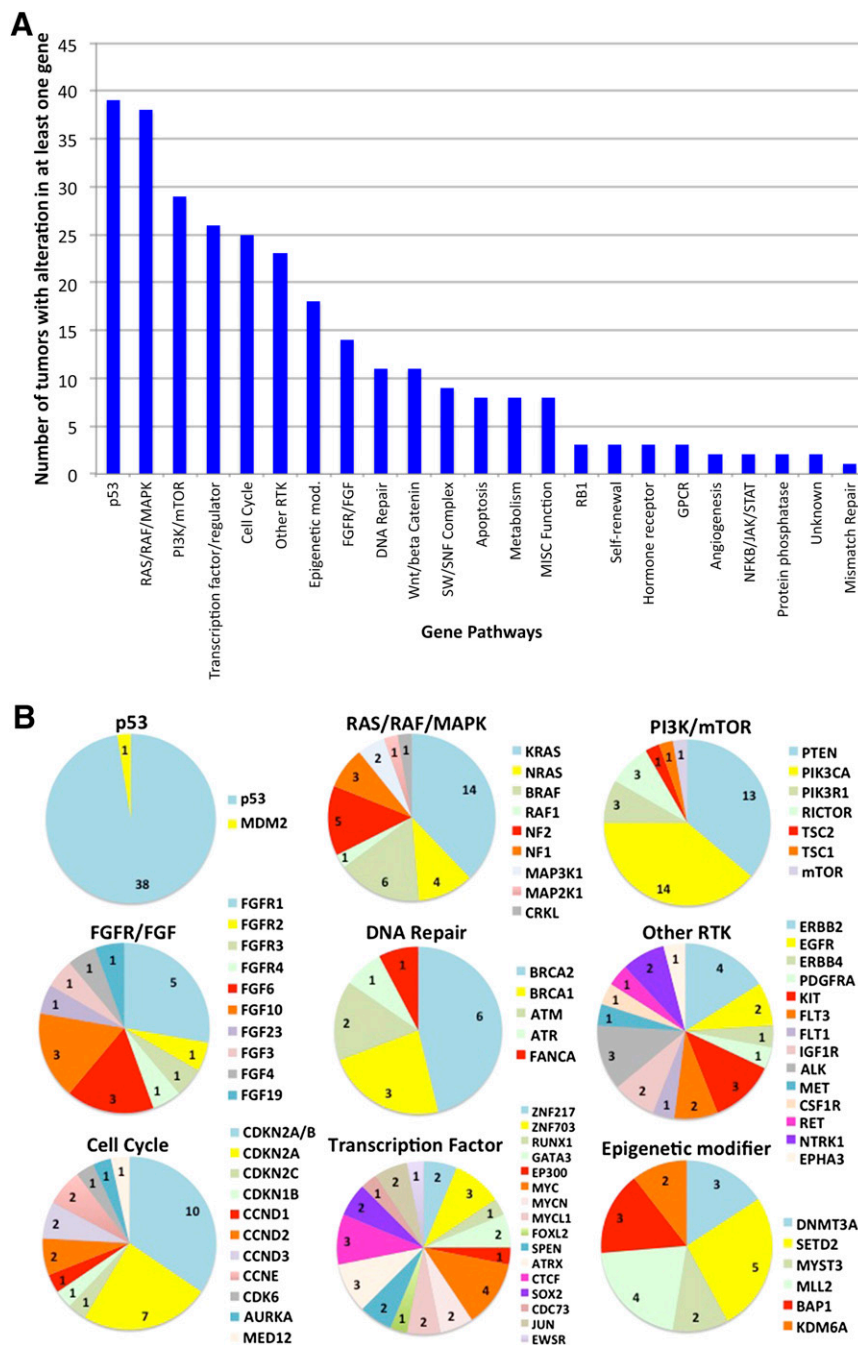 A
Number of tumors with alteration in at least one gene
45
40
35
30
25
20
15
10
5
0
p53
RAS/RAF/MAPK
PI3K/mTOR
Transcription factor/regulator
Cell Cycle
Other RTK
Epigenetic mod.
FGFR/FGF
DNA Repair
Wnt/beta Catenin
SW/SNF Complex
Apoptosis
Metabolism
MISC Function
RB1
Self-renewal
Hormone receptor
GPCR
Angiogenesis
NFKB/JAK/STAT
Protein phosphatase
Unknown
Mismatch Repair
Gene Pathways
B
p53
1
38
p53
MDM2
RAS/RAF/MAPK
14
4
6
1
5
3
2
1
1
KRAS
NRAS
BRAF
RAF1
NF2
NF1
MAP3K1
MAP2K1
CRKL
PI3K/mTOR
13
14
3
3
1
1
1
PTEN
PIK3CA
PIK3R1
RICTOR
TSC2
TSC1
mTOR
FGFR/FGF
5
1
1
1
3
3
1
1
1
1
FGFR1
FGFR2
FGFR3
FGFR4
FGF6
FGF10
FGF23
FGF3
FGF4
FGF19
DNA Repair
6
3
2
1
1
BRCA2
BRCA1
ATM
ATR
FANCA
Other RTK
4
2
1
1
3
2
1
2
3
1
1
1
2
1
ERBB2
EGFR
ERBB4
PDGFRA
KIT
FLT3
FLT1
IGF1R
ALK
MET
CSF1R
RET
NTRK1
EPHA3
Cell Cycle
10
7
1
1
1
2
2
2
1
1
1
CDKN2A/B
CDKN2A
CDKN2C
CDKN1B
CCND1
CCND2
CCND3
CCNE
CDK6
AURKA
MED12
Transcription Factor
2
3
1
2
1
4
2
2
1
2
3
3
2
1
2
1
ZNF217
ZNF703
RUNX1
GATA3
EP300
MYC
MYCN
MYCL1
FOXL2
SPEN
ATRX
CTCF
SOX2
CDC73
JUN
EWSR
Epigenetic modifier
3
5
2
4
3
2
DNMT3A
SETD2
MYST3
MLL2
BAP1
KDM6A